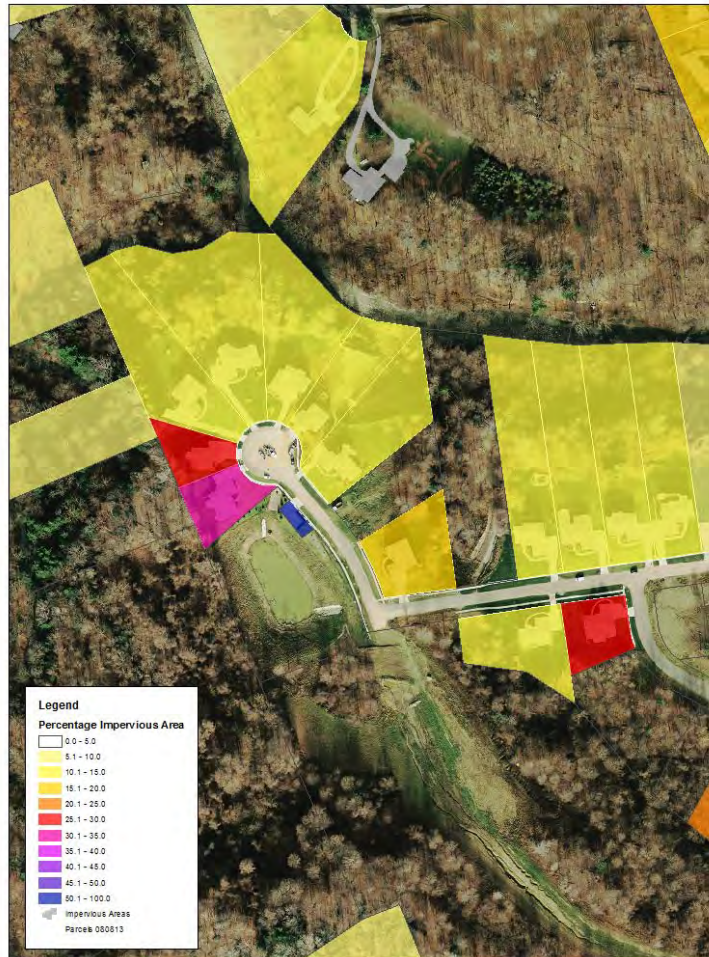 Legend
Percentage Impervious Area
0.0 - 5.0
5.1 - 10.0
10.1 - 15.0
15.1 - 20.0
20.1 - 25.0
25.1 - 30.0
30.1 - 35.0
35.1 - 40.0
40.1 - 45.0
45.1 - 50.0
50.1 - 100.0
Impervious Areas
Parcels 080813